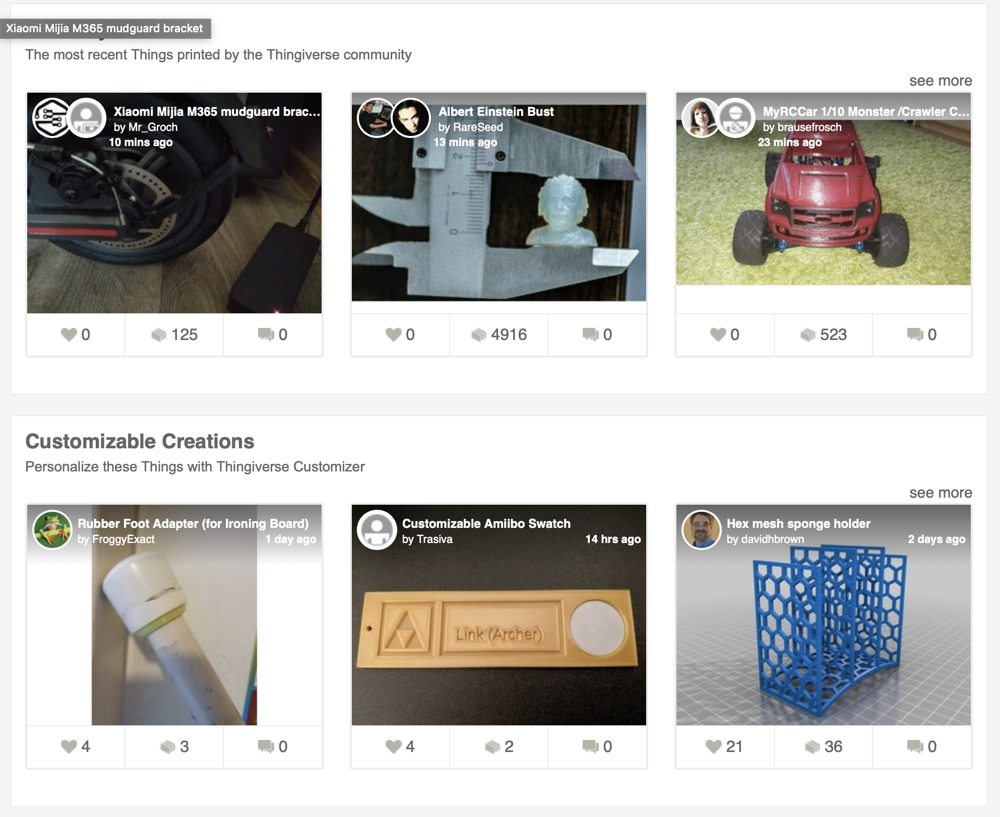 Xiaomi Mijia M365 mudguard bracket
The most recent Things printed by the Thingiverse community
see more
Xiaomi Mijia M365 mudguard brac...
by Mr_Groch
10 mins ago
0
125
0
Albert Einstein Bust
by RareSeed
13 mins ago
2
1
0
0
0
4916
0
MyRCCar 1/10 Monster /Crawler C...
by brausefrosch
23 mins ago
0
523
0
Customizable Creations
Personalize these Things with Thingiverse Customizer
see more
Rubber Foot Adapter (for Ironing Board)
by FroggyExact
1 day ago
4
3
0
Customizable Amiibo Swatch
by Trasiva
14 hrs ago
Link (Archer)
4
2
0
Hex mesh sponge holder
by davidhbrown
2 days ago
21
36
0